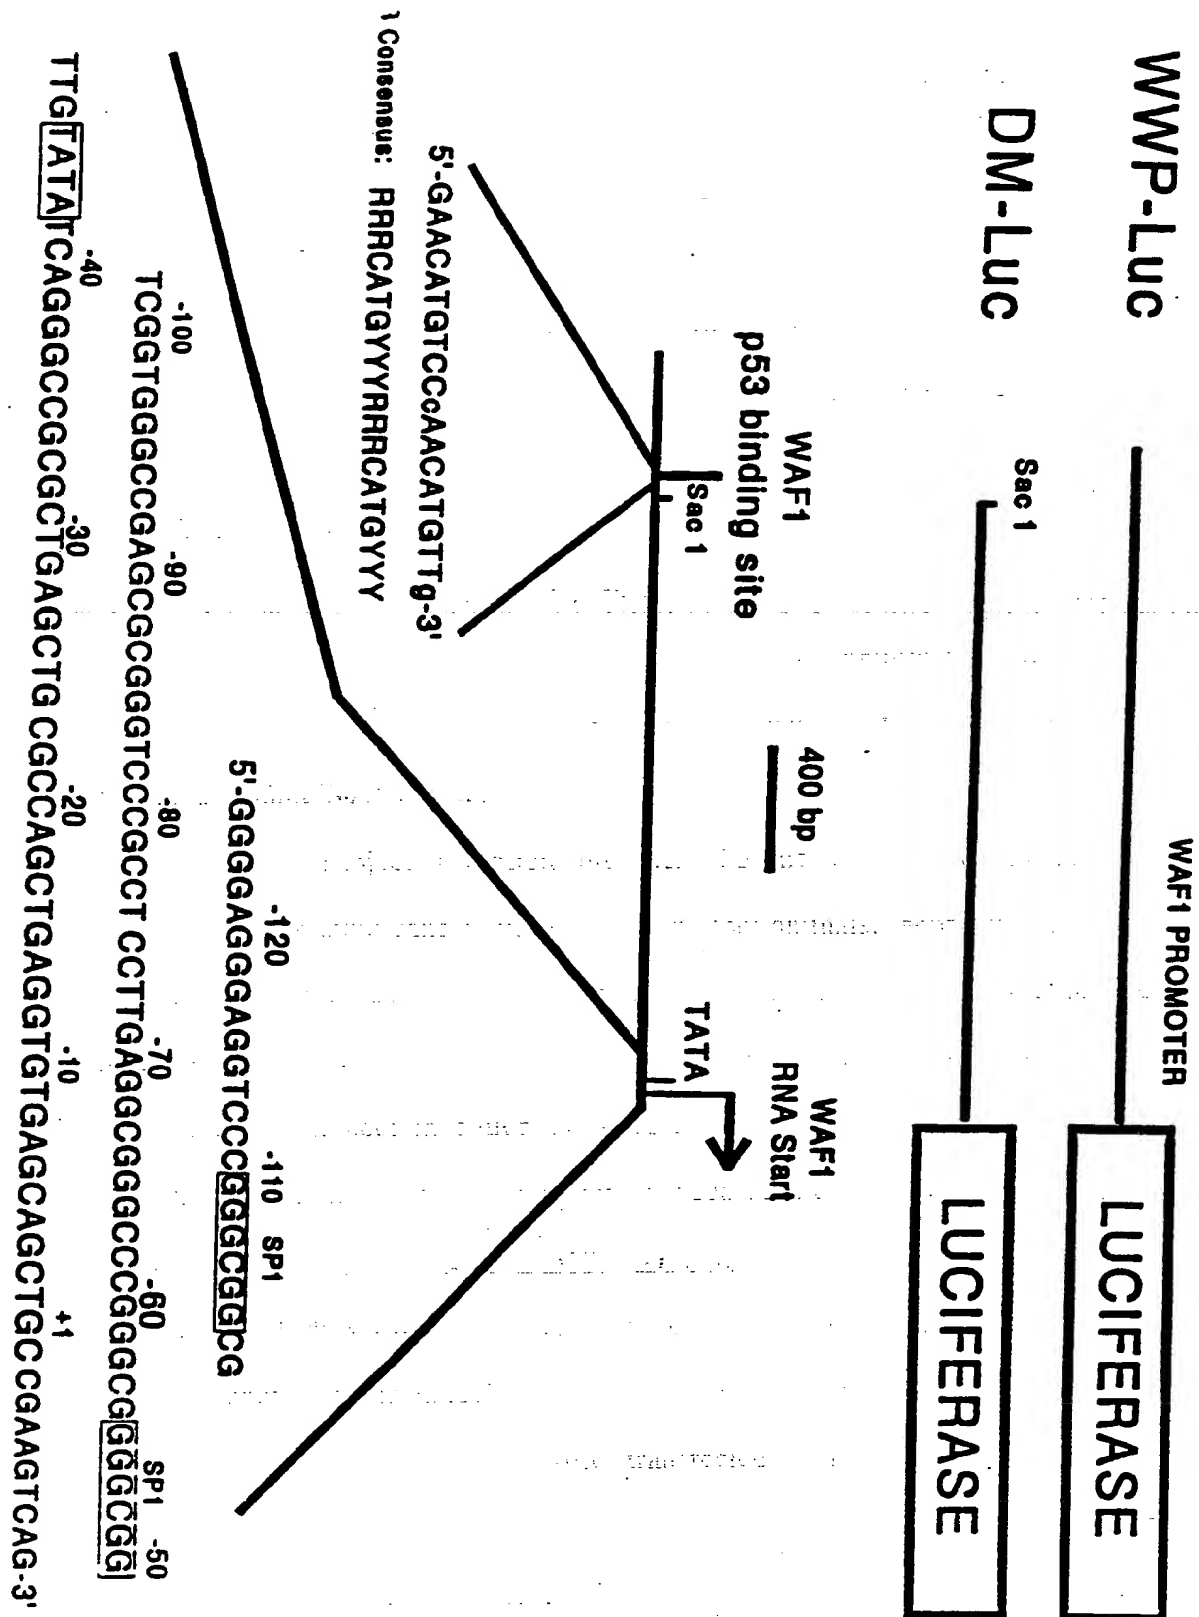 WAF1 PROMOTER
WWP-Luc
LUCIFERASE
DM-Luc
Sac 1
LUCIFERASE
WAF1
p53 binding site
Sac 1
400 bp
WAF1
RNA Start
TATA
5'-GAACATGTCCcAACATGTTg-3'
Consensus: RRRCATGYYYRRRCATGYYY
-120 -110 SP1
5'-GGGGAGGGAGGTCCCGGGCGGCG
-100 -90 -80 -70 -60 SP1 -50
TCGGTGGGCCGAGCGCGGGTCCCGCCT CCTTGAGGCGGGCCCGGGCGGGGCGG
-40 -30 -20 -10 +1
TTGTATATCAGGGCCGCGCTGAGCTG CGCCAGCTGAGGTGTGAGCAGCTGCCGAAGTCAG-3'